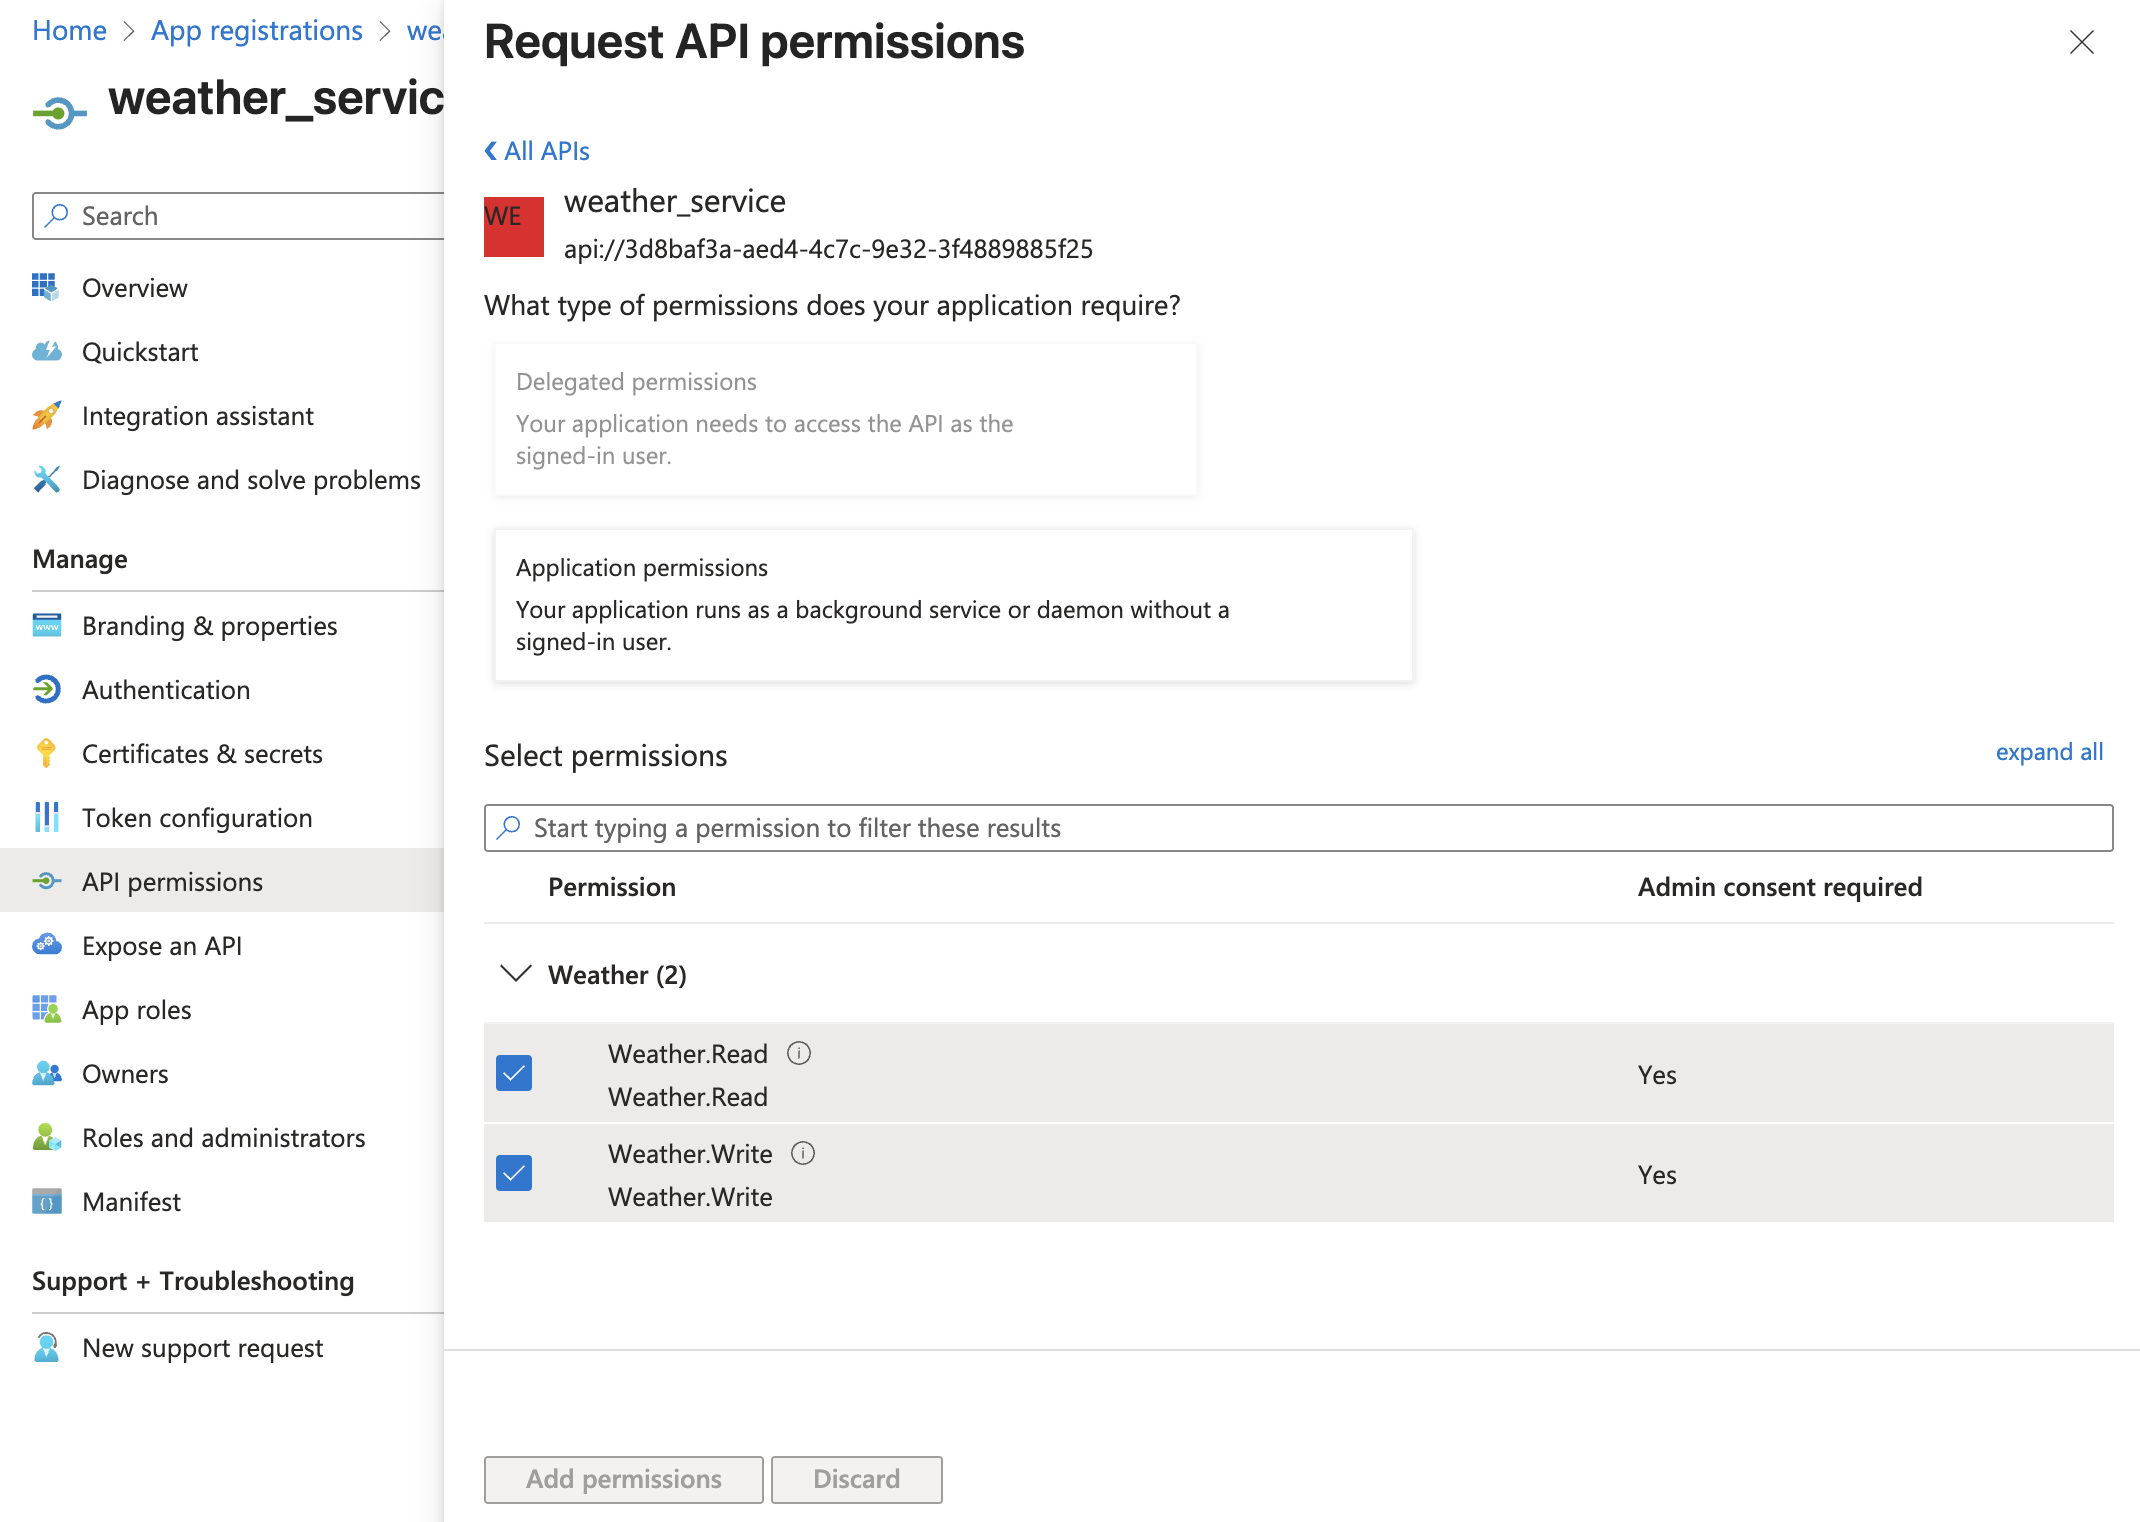 Home > App registrations > wea
weather_servic
Search
Overview
Quickstart
Integration assistant
Diagnose and solve problems
Manage
Branding & properties
Authentication
Certificates & secrets
Token configuration
API permissions
Expose an API
App roles
Owners
Roles and administrators
Manifest
Support + Troubleshooting
New support request
Request API permissions
All APIs
WE
weather_service
api://3d8baf3a-aed4-4c7c-9e32-3f4889885f25
What type of permissions does your application require?
Delegated permissions
Your application needs to access the API as the
signed-in user.
Application permissions
Your application runs as a background service or daemon without a
signed-in user.
Select permissions
expand all
Start typing a permission to filter these results
Permission
Admin consent required
Weather (2)
Weather.Read
Weather.Read
Yes
Weather.Write
Weather.Write
Yes
Add permissions
Discard